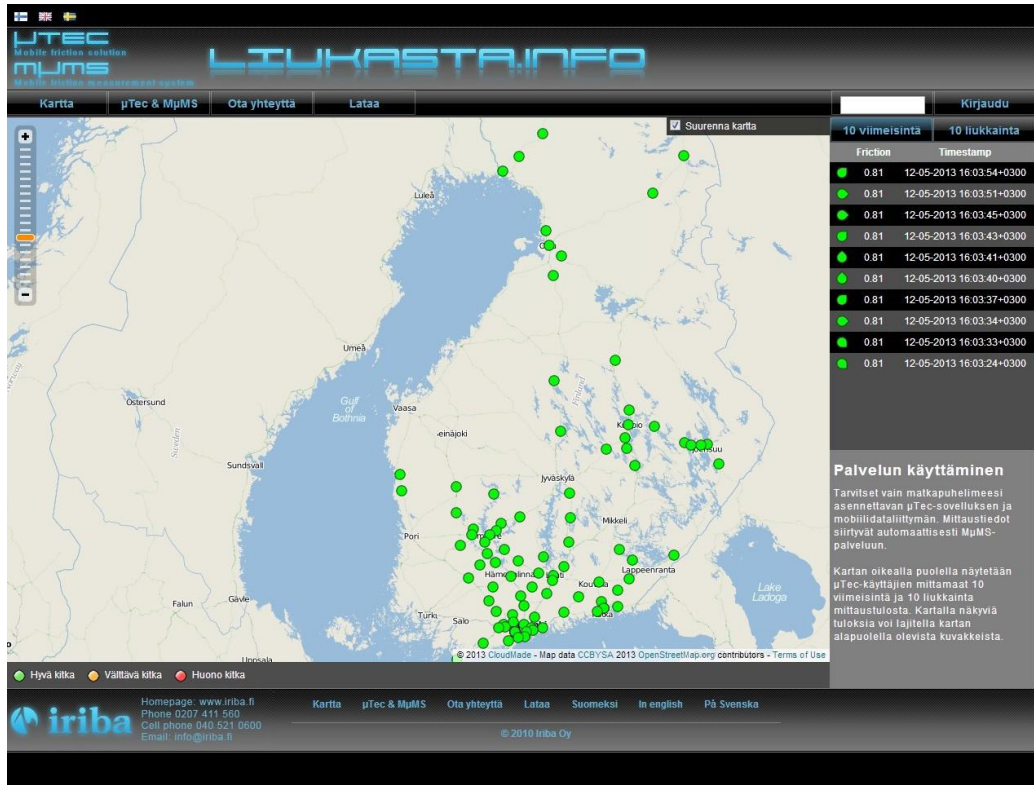 μTEC
Mobile friction solution
MμMS
Mobile friction measurement system
LIUKASTA.INFO
Kartta μTec & MμMS Ota yhteyttä Lataa Kirjaudu
Suurenna kartta
10 viimeisintä 10 liukkainta
Friction Timestamp
0.81 12-05-2013 16:03:54+0300
0.81 12-05-2013 16:03:51+0300
0.81 12-05-2013 16:03:45+0300
0.81 12-05-2013 16:03:43+0300
0.81 12-05-2013 16:03:41+0300
0.81 12-05-2013 16:03:40+0300
0.81 12-05-2013 16:03:37+0300
0.81 12-05-2013 16:03:34+0300
0.81 12-05-2013 16:03:33+0300
0.81 12-05-2013 16:03:24+0300
Luleå
Umeå
Norway
Östersund
Gulf
of
Bothnia
Vaasa
Finland
Sweden
einäjoki
Sundsvall
Jyväskylä
Mikkeli
Pori
Lappeenranta
Lake
Ladoga
Falun
Gävle
Turku
Salo
Uppsala
© 2013 CloudMade - Map data CCBYSA 2013 OpenStreetMap.org contributors - Terms of Use
Palvelun käyttäminen
Tarvitset vain matkapuhelimeesi
asennettavan μTec-sovelluksen ja
mobiilidataliittymän. Mittaustiedot
siirtyvät automaattisesti MμMS-
palveluun.
Kartan oikealla puolella näytetään
μTec-käyttäjien mittamaat 10
viimeisintä ja 10 liukkainta
mittaustulosta. Kartalla näkyviä
tuloksia voi lajitella kartan
alapuolella olevista kuvakkeista.
Hyvä kitka Välttävä kitka Huono kitka
iriba
Homepage: www.iriba.fi
Phone 0207 411 560
Cell phone 040 521 0600
Email: info@iriba.fi
Kartta μTec & MμMS Ota yhteyttä Lataa Suomeksi In english På Svenska
© 2010 Iriba Oy